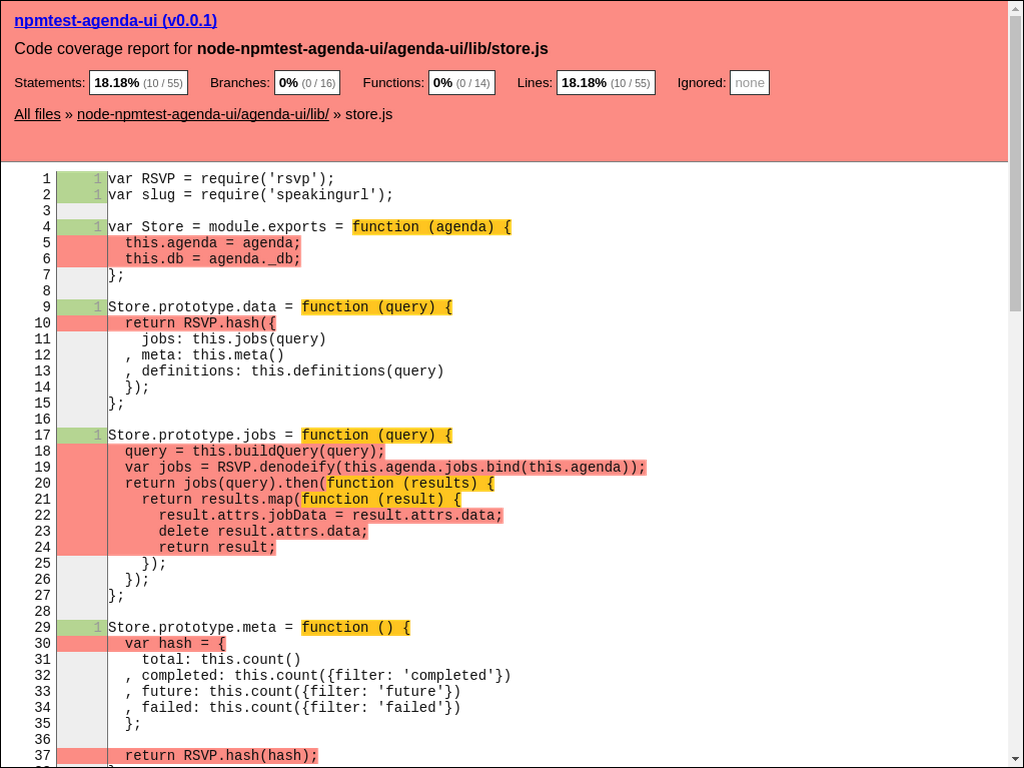 npmtest-agenda-ui (v0.0.1)
Code coverage report for node-npmtest-agenda-ui/agenda-ui/lib/store.js
Statements: 18.18% (10 / 55) Branches: 0% (0 / 16) Functions: 0% (0 / 14) Lines: 18.18% (10 / 55) Ignored: none
All files » node-npmtest-agenda-ui/agenda-ui/lib/ » store.js
1 1 var RSVP = require('rsvp');
2 1 var slug = require('speakingurl');
3
4 1 var Store = module.exports = function (agenda) {
5 this.agenda = agenda;
6 this.db = agenda._db;
7 };
8
9 1 Store.prototype.data = function (query) {
10 return RSVP.hash({
11 jobs: this.jobs(query)
12 , meta: this.meta()
13 , definitions: this.definitions(query)
14 });
15 };
16
17 1 Store.prototype.jobs = function (query) {
18 query = this.buildQuery(query);
19 var jobs = RSVP.denodeify(this.agenda.jobs.bind(this.agenda));
20 return jobs(query).then(function (results) {
21 return results.map(function (result) {
22 result.attrs.jobData = result.attrs.data;
23 delete result.attrs.data;
24 return result;
25 });
26 });
27 };
28
29 1 Store.prototype.meta = function () {
30 var hash = {
31 total: this.count()
32 , completed: this.count({filter: 'completed'})
33 , future: this.count({filter: 'future'})
34 , failed: this.count({filter: 'failed'})
35 };
36
37 return RSVP.hash(hash);